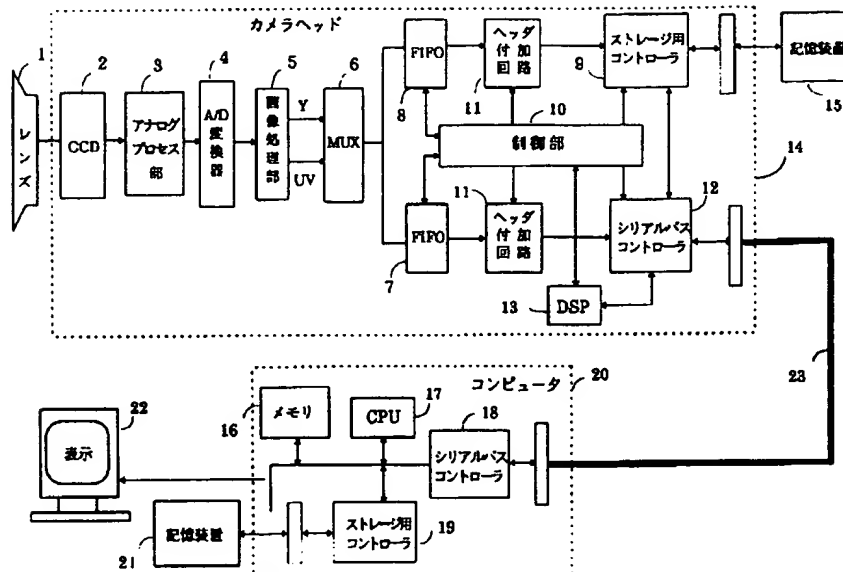 カメラヘッド
1
レンズ
2
CCD
3
アナログ
プロセス
部
4
A/D
変
換
器
5
画
像
処
理
部
Y
UV
6
MUX
FIFO
8
ヘッダ
付加
回路
11
ストレージ用
コントローラ
9
記憶装置
15
10
制御部
14
FIFO
7
11
ヘッダ
付加
回路
12
シリアルバス
コントローラ
13
DSP
23
コンピュータ
20
22
表示
16
メモリ
CPU
17
18
シリアルバス
コントローラ
記憶装置
21
ストレージ用
コントローラ
19